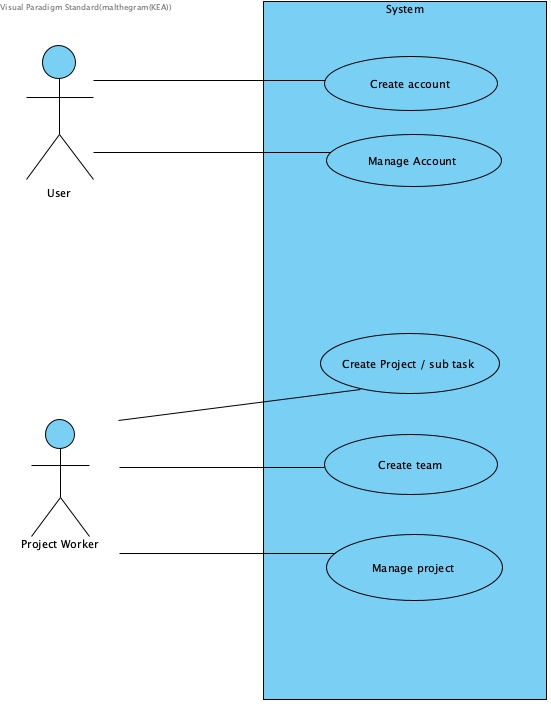 Visual Paradigm Standard(malthegram(KEA))
System
Create account
Manage Account
User
Create Project / sub task
Create team
Project Worker
Manage project